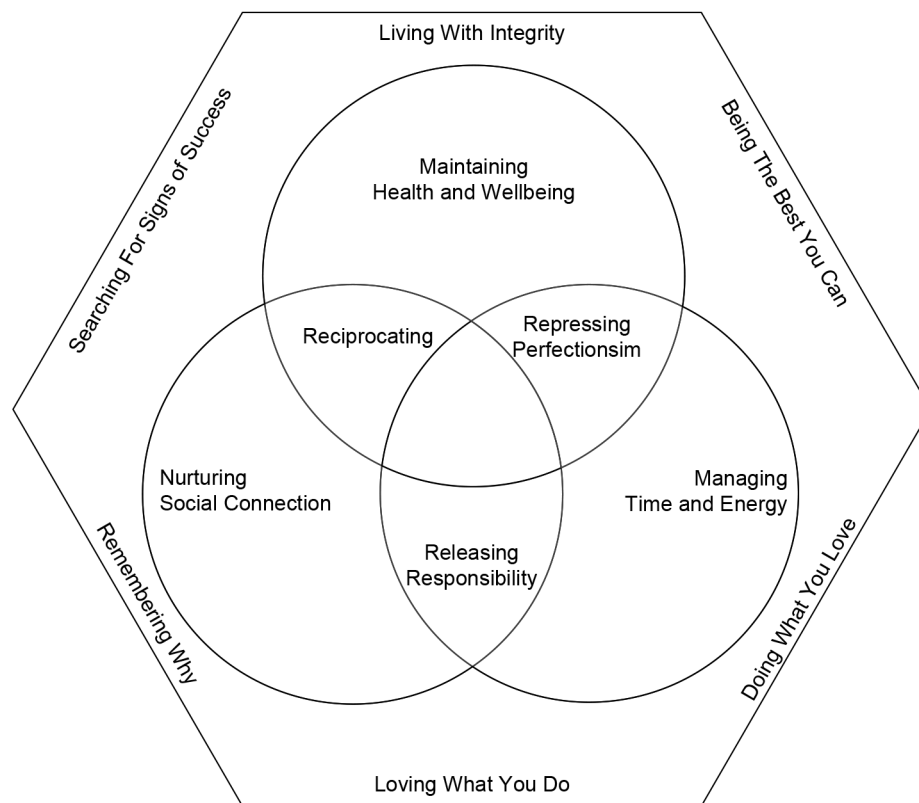 Living With Integrity
Searching For Signs of Success
Being The Best You Can
Maintaining
Health and Wellbeing
Reciprocating
Repressing
Perfectionsim
Nurturing
Social Connection
Managing
Time and Energy
Releasing
Responsibility
Remembering Why
Doing What You Love
Loving What You Do